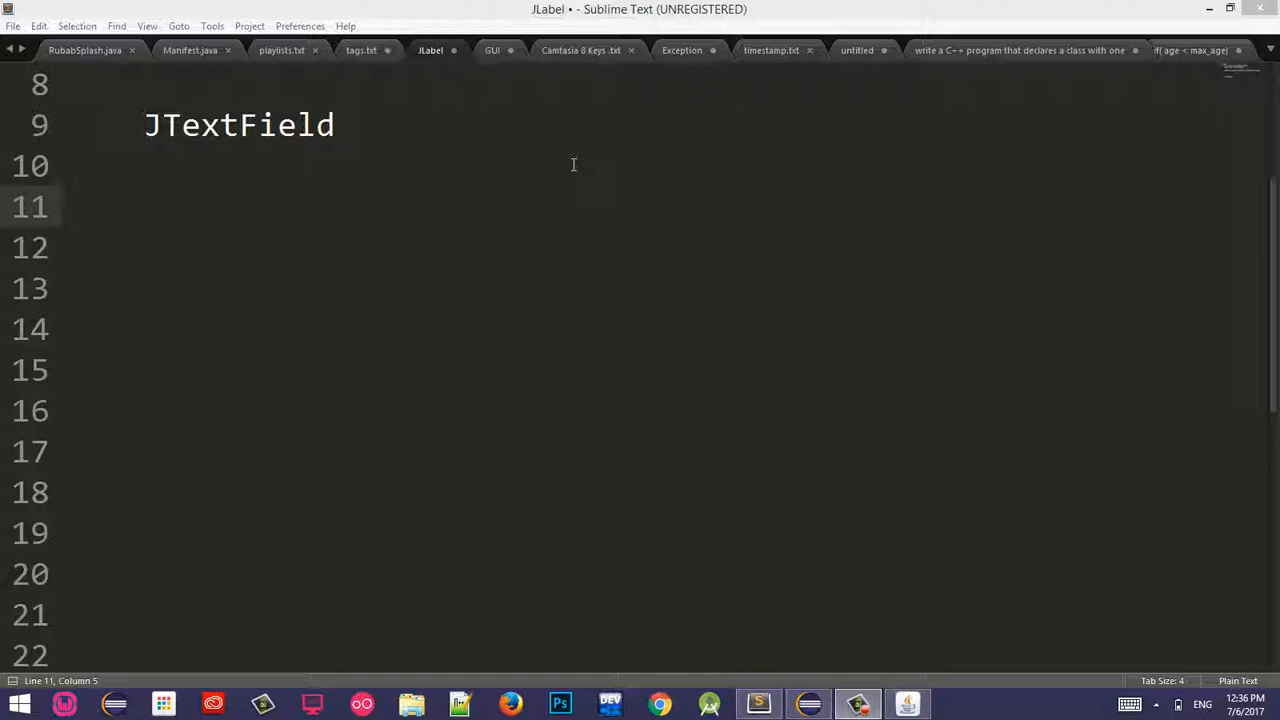 JLabel • - Sublime Text (UNREGISTERED)
File Edit Selection Find View Goto Tools Project Preferences Help
RubabSplash.java Manifest.java playlists.txt tags.txt JLabel GUI Camtasia 8 Keys .txt Exception timestamp.txt untitled write a C++ program that declares a class with one if( age < max_age)
8
9 JTextField
10
11
12
13
14
15
16
17
18
19
20
21
22
Line 11, Column 5 Tab Size: 4 Plain Text
Ps DEV S ENG 12:36 PM
7/6/2017